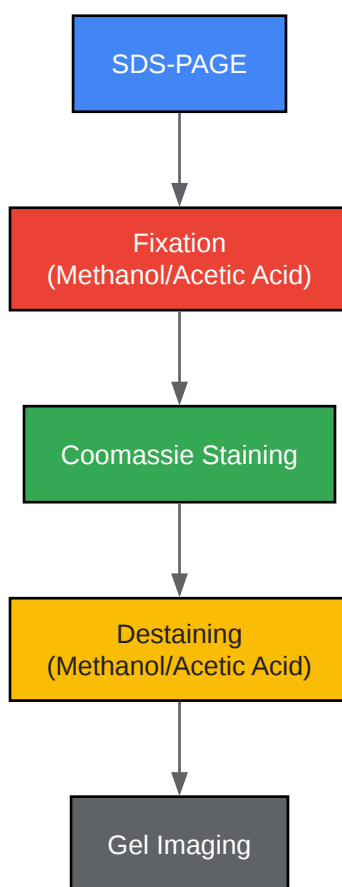 SDS-PAGE
Fixation
(Methanol/Acetic Acid)
Coomassie Staining
Destaining
(Methanol/Acetic Acid)
Gel Imaging